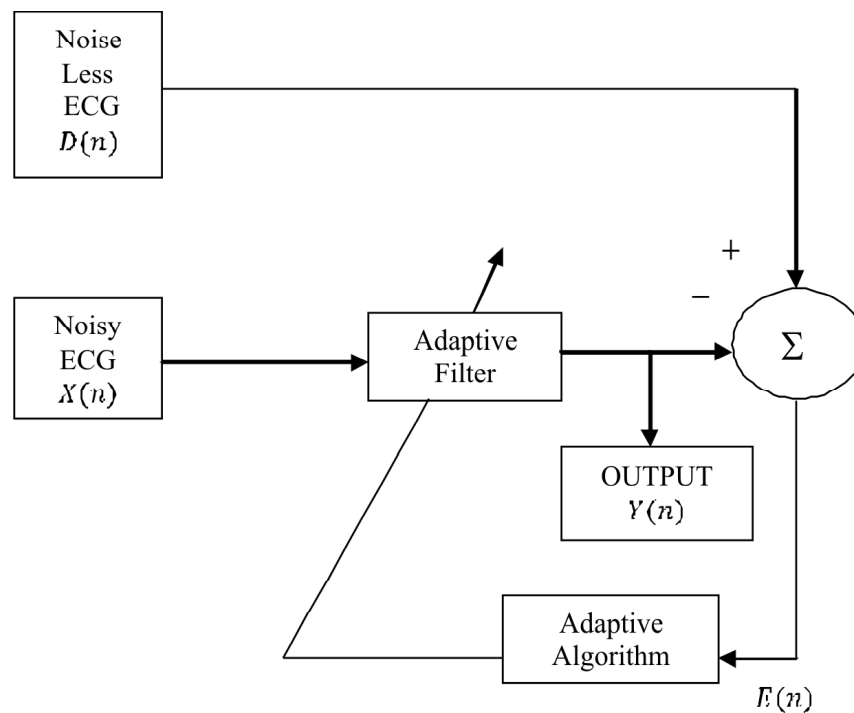 Noise
Less
ECG
D(n)
+
−
Noisy
ECG
X(n)
Adaptive
Filter
Σ
OUTPUT
Y(n)
Adaptive
Algorithm
E(n)